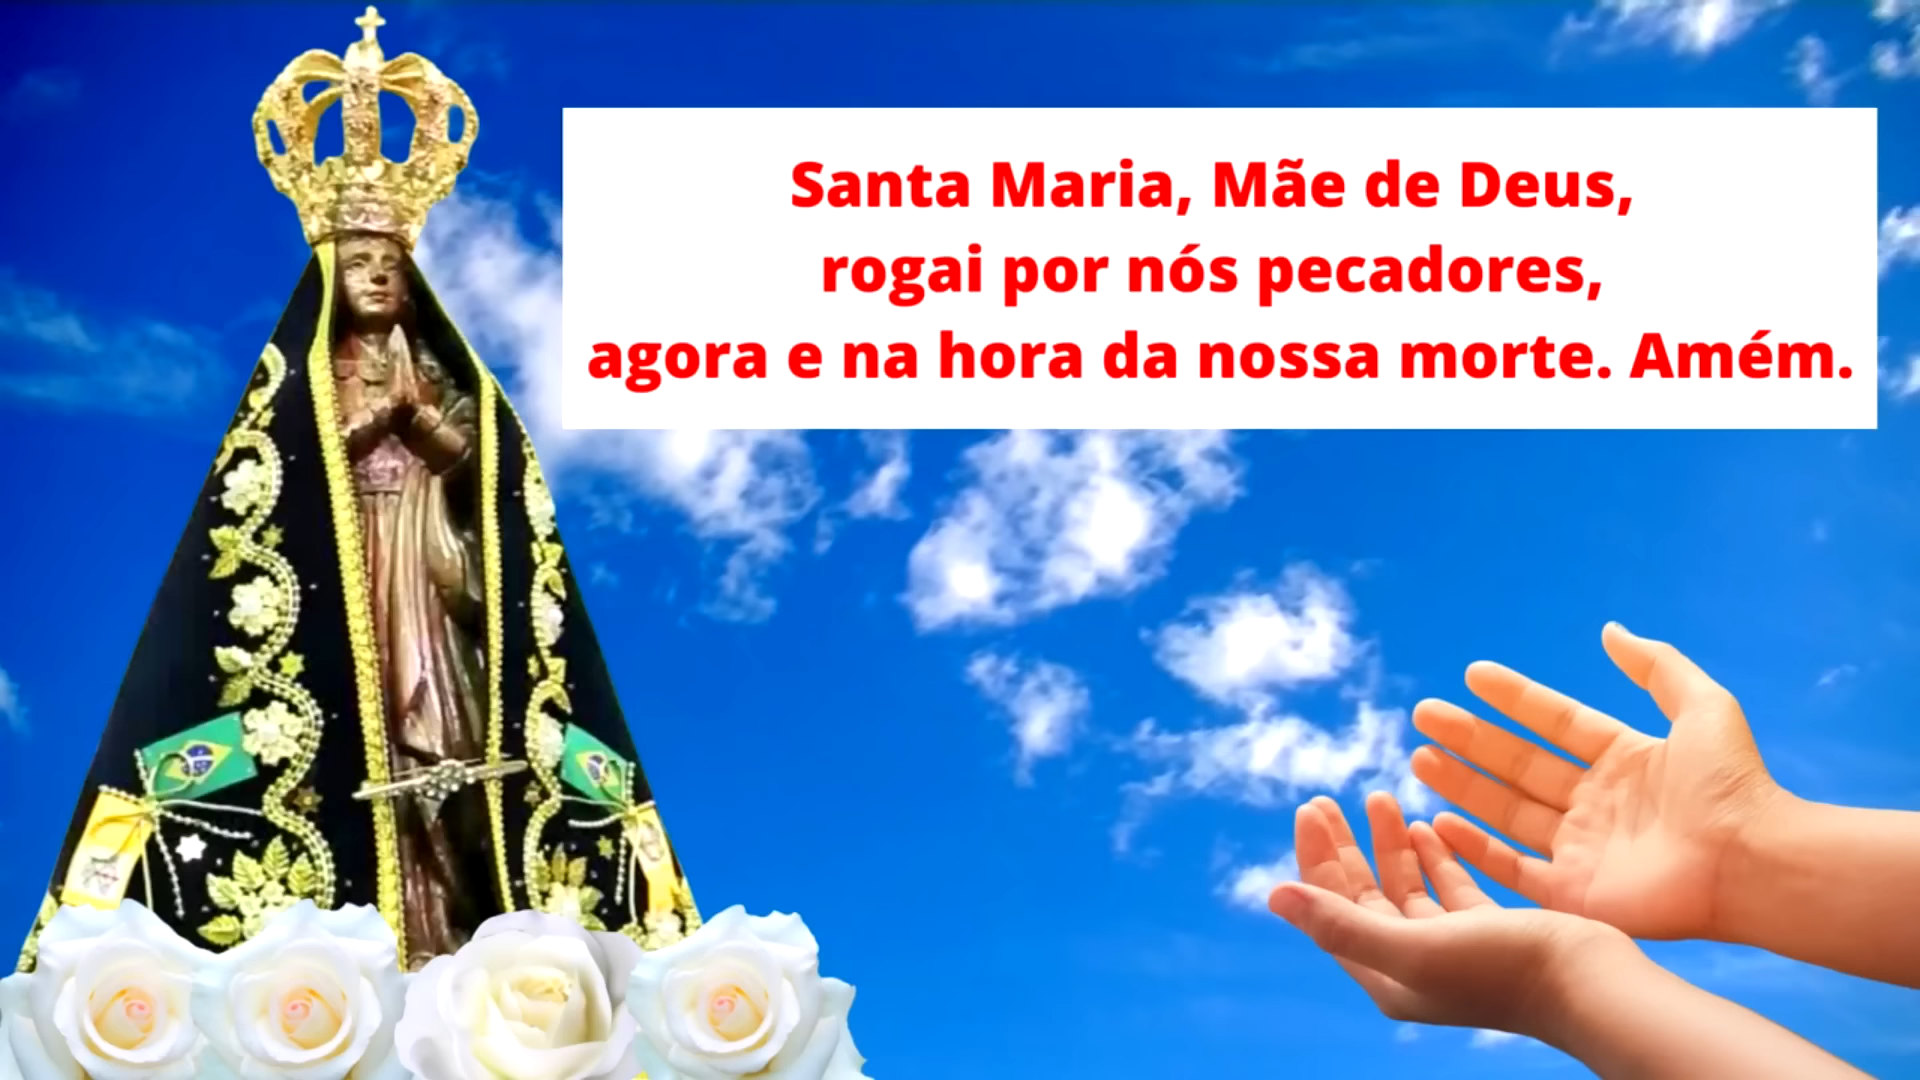 Santa Maria, Mãe de Deus,
rogai por nós pecadores,
agora e na hora da nossa morte. Amém.